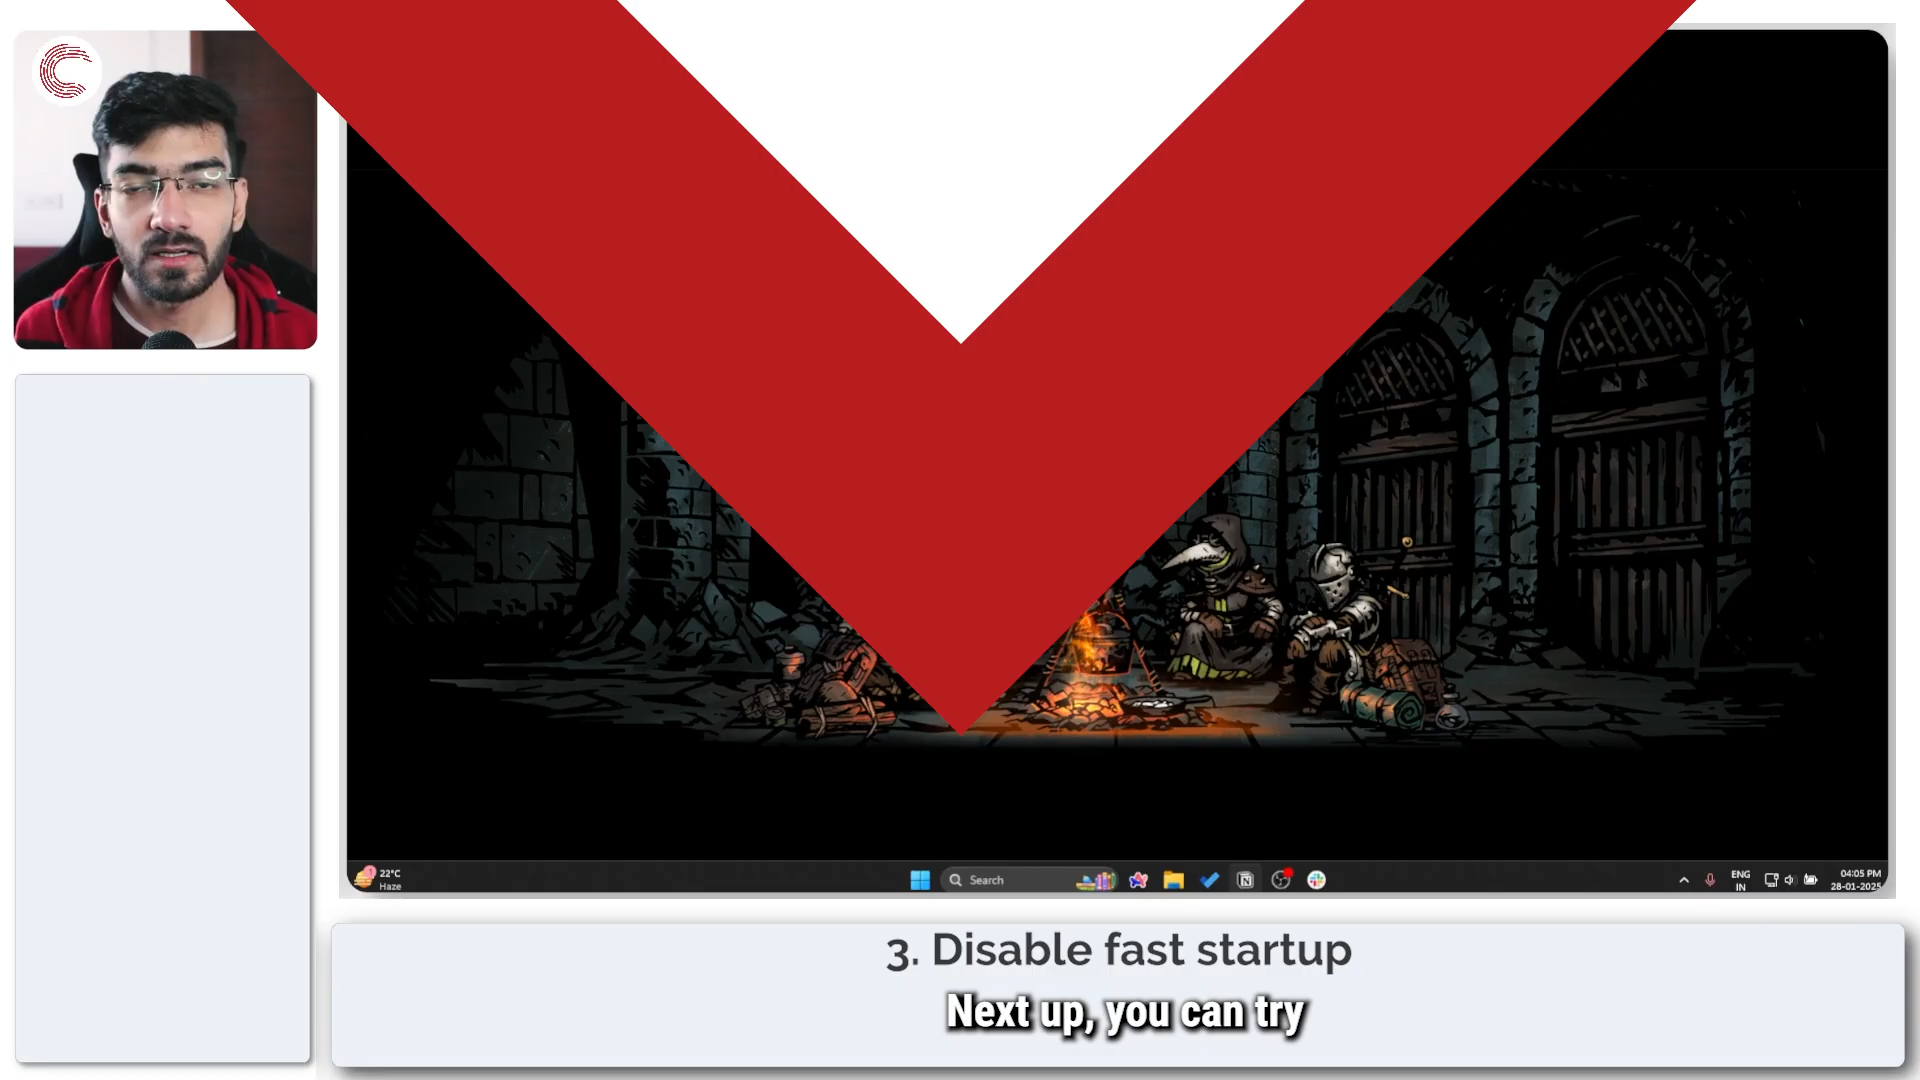 22°C
Haze
Search
ENG
IN
04:05 PM
28-01-2025
3. Disable fast startup
Next up, you can try